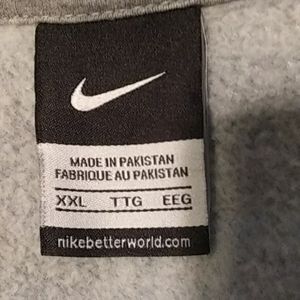 MADE IN PAKISTAN
FABRIQUE AU PAKISTAN
XXL TTG EEG
nikebetterworld.com